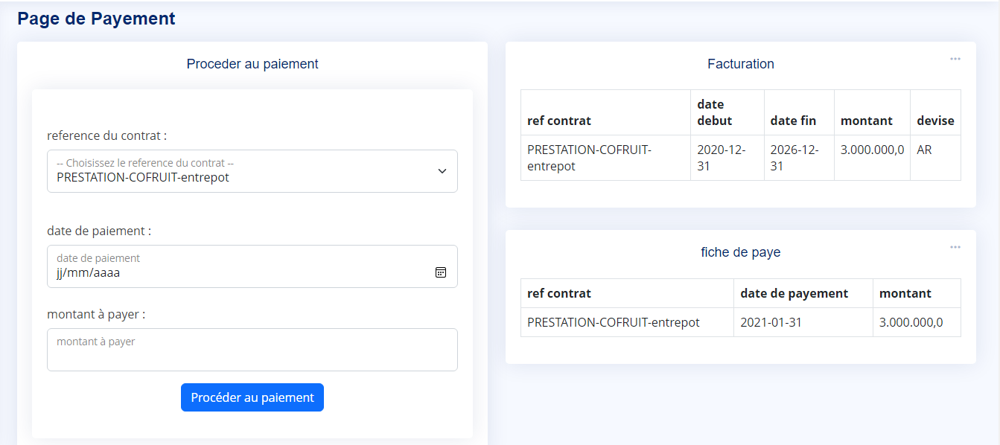 Page de Payement
Proceder au paiement
reference du contrat :
-- Choisissez le reference du contrat --
PRESTATION-COFRUIT-entrepot
date de paiement :
date de paiement
jj/mm/aaaa
montant à payer :
montant à payer
Procéder au paiement
Facturation
ref contrat date debut date fin montant devise
PRESTATION-COFRUIT-entrepot 2020-12-31 2026-12-31 3.000.000,0 AR
fiche de paye
ref contrat date de payement montant
PRESTATION-COFRUIT-entrepot 2021-01-31 3.000.000,0